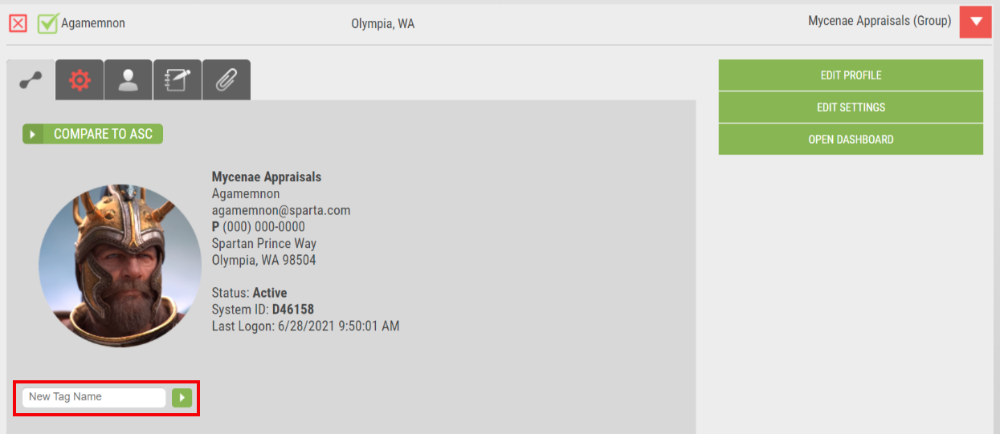 Agamemnon
Olympia, WA
Mycenae Appraisals (Group)
EDIT PROFILE
EDIT SETTINGS
OPEN DASHBOARD
COMPARE TO ASC
Mycenae Appraisals
Agamemnon
agamemnon@sparta.com
P (000) 000-0000
Spartan Prince Way
Olympia, WA 98504
Status: Active
System ID: D46158
Last Logon: 6/28/2021 9:50:01 AM
New Tag Name